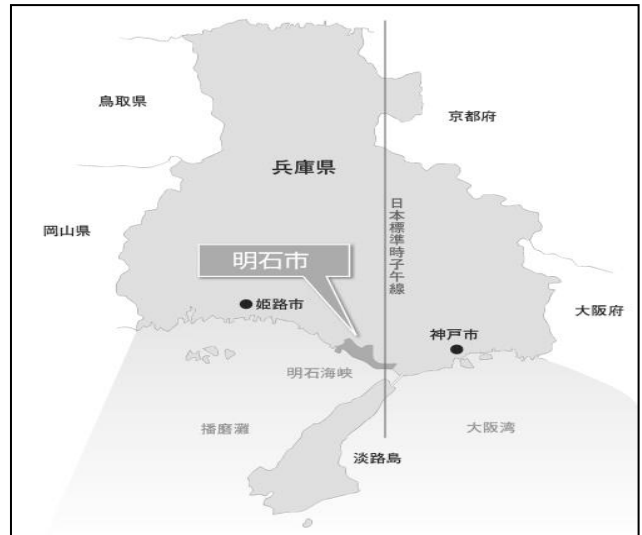 鳥取県
京都府
兵庫県
日本標準時子午線
岡山県
明石市
姫路市
大阪府
神戸市
明石海峡
播磨灘
大阪湾
淡路島